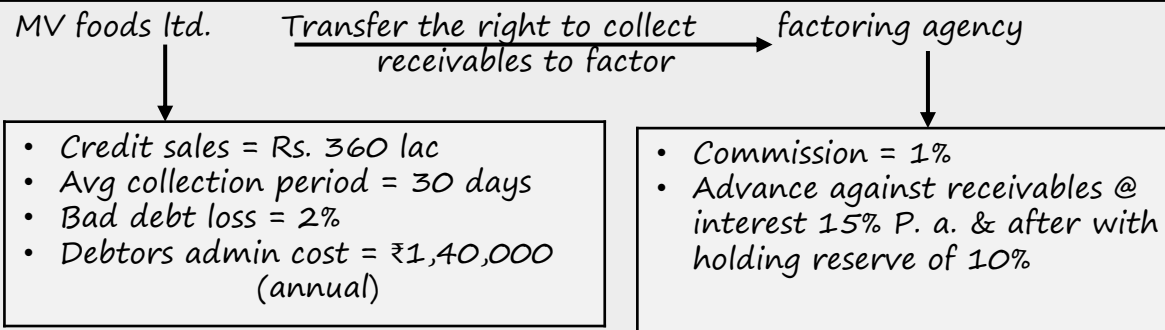 MV foods ltd. Transfer the right to collect factoring agency
receivables to factor
• Credit sales = Rs. 360 lac
• Avg collection period = 30 days
• Bad debt loss = 2%
• Debtors admin cost = ₹1,40,000
(annual)
• Commission = 1%
• Advance against receivables @
interest 15% P. a. & after with
holding reserve of 10%